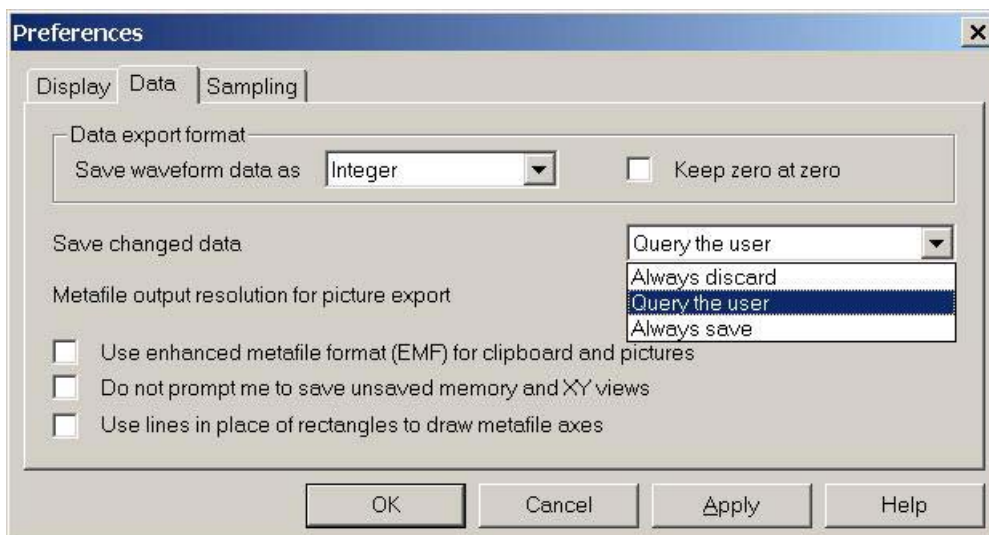 Preferences
Display Data Sampling
Data export format
Save waveform data as Integer Keep zero at zero
Save changed data Query the user
Always discard
Metafile output resolution for picture export Query the user
Always save
Use enhanced metafile format (EMF) for clipboard and pictures
Do not prompt me to save unsaved memory and XY views
Use lines in place of rectangles to draw metafile axes
OK Cancel Apply Help